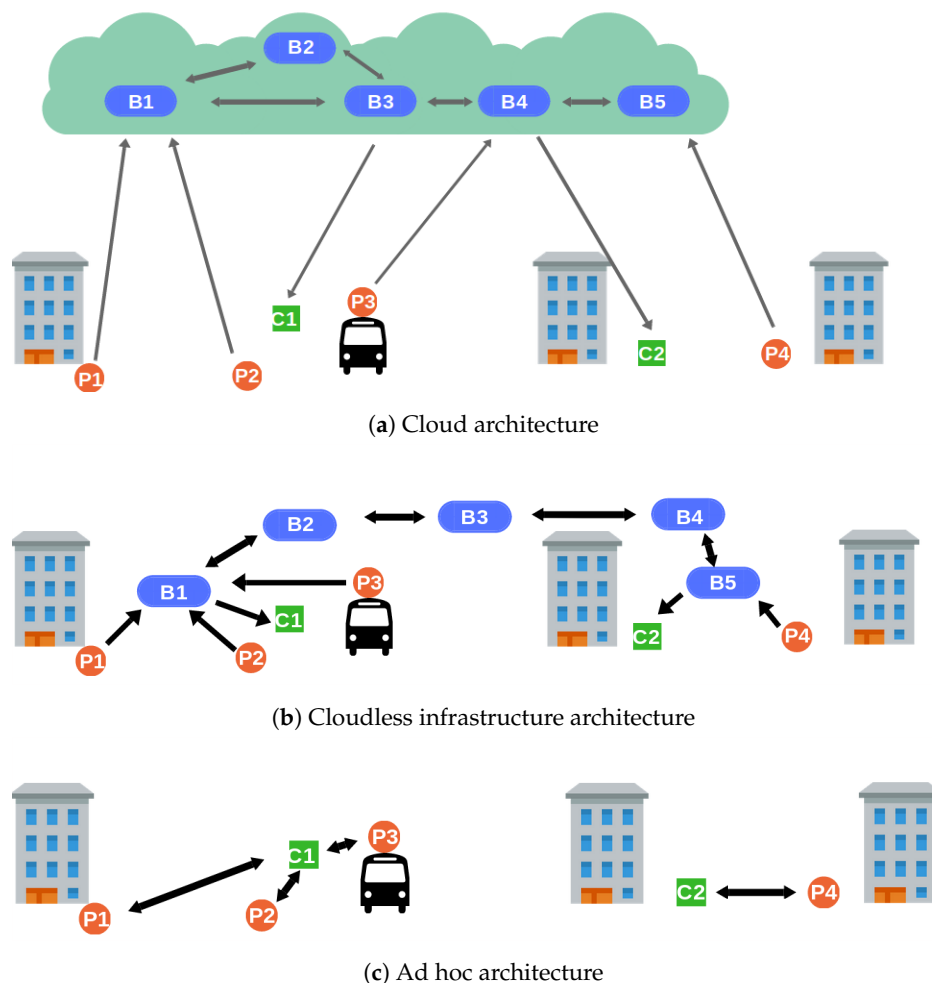 B2
B1 B3 B4 B5
P3
C1
C2 P4
P1 P2
(a) Cloud architecture
B2 B3 B4
B1 P3 B5
C1
P1 P2 C2 P4
(b) Cloudless infrastructure architecture
C1 P3
C2 P4
P1 P2
(c) Ad hoc architecture